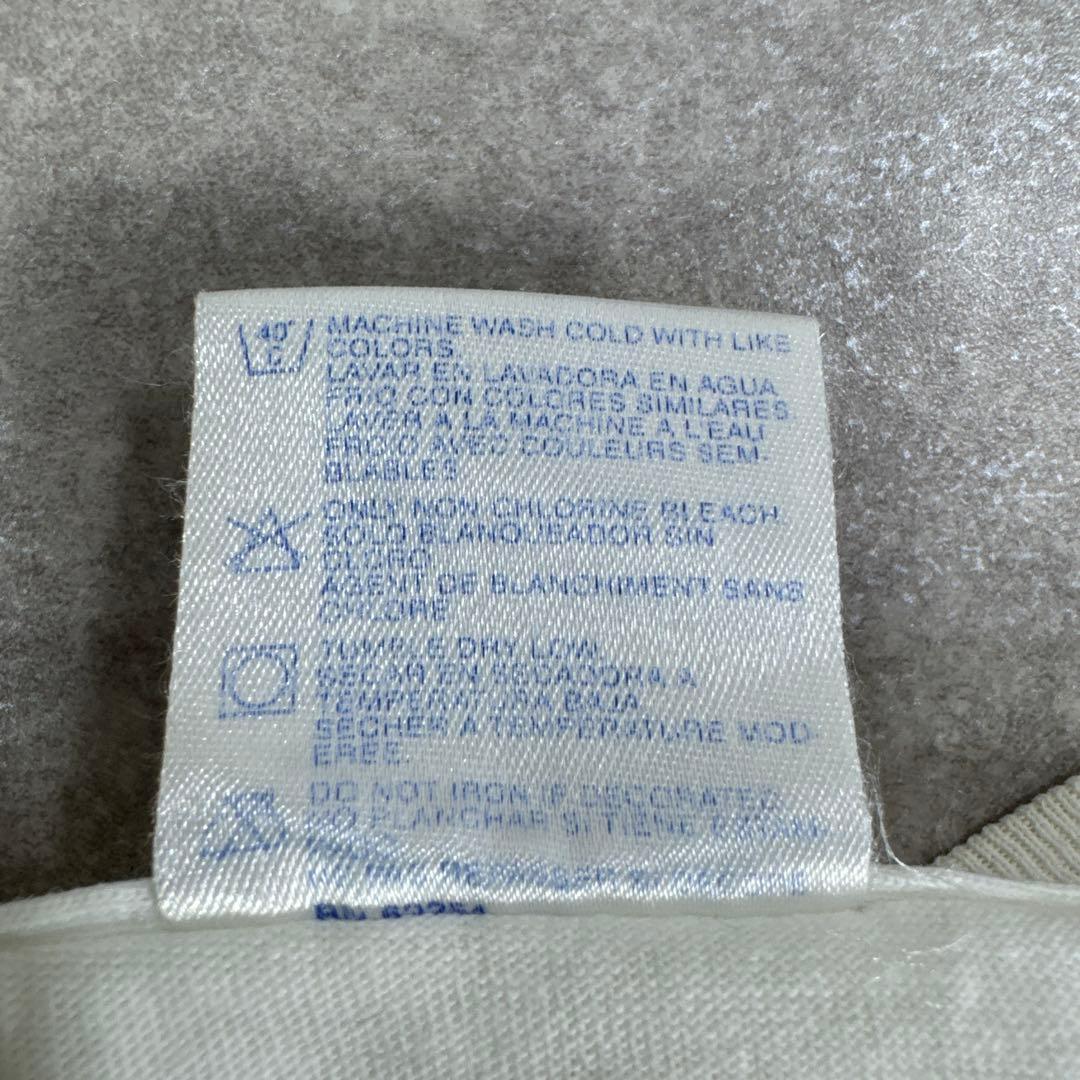 40°
C
MACHINE WASH COLD WITH LIKE
COLORS.
LAVAR EN LAVADORA EN AGUA
FRIO CON COLORES SIMILARES.
LAVER A LA MACHINE A L'EAU
FROID AVEC COULEURS SEM-
BLABLES
ONLY NON-CHLORINE BLEACH.
SOLO BLANQUEADOR SIN
CLORO
AGENT DE BLANCHIMENT SANS
CHLORE
TUMBLE DRY LOW.
SECAR EN SECADORA A
TEMPERATURA BAJA
SECHER A TEMPERATURE MOD
EREE.
DO NOT IRON IF DECORATED
NO PLANCHAR SI TIENE
RN